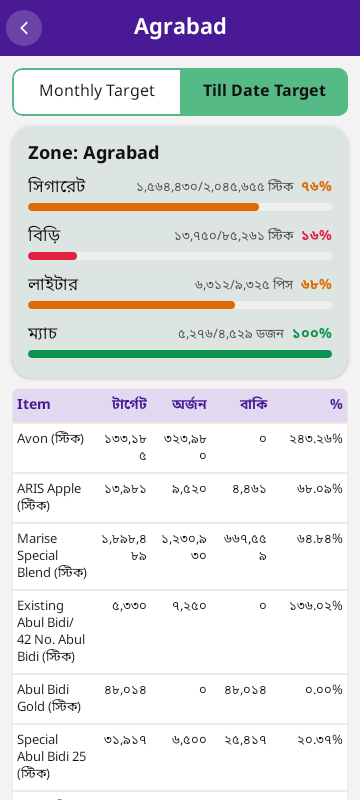 Agrabad
Monthly Target
Till Date Target
Zone: Agrabad
সিগারেট ১,৫৬৪,৪৩০/২,০৪৫,৬৫৫ স্টিক ৭৬%
বিড়ি ১৩,৭৫০/৮৫,২৬১ স্টিক ১৬%
লাইটার ৬,৩১২/৯,৩২৫ পিস ৬৮%
ম্যাচ ৫,২৭৬/৪,৫২৯ ডজন ১০০%
Item টার্গেট অর্জন বাকি %
Avon (স্টিক) ১৩৩,১৮ ৩২৩,৯৮ ০ ২৪৩.২৬%
৫ ০
ARIS Apple ১৩,৯৮১ ৯,৫২০ ৪,৪৬১ ৬৮.০৯%
(স্টিক)
Marise ১,৮৯৮,৪ ১,২৩০,৯ ৬৬৭,৫৫ ৬৪.৮৪%
Special ৮৯ ৩০ ৯
Blend (স্টিক)
Existing ৫,৩৩০ ৭,২৫০ ০ ১৩৬.০২%
Abul Bidi/
42 No. Abul
Bidi (স্টিক)
Abul Bidi ৪৮,০১৪ ০ ৪৮,০১৪ ০.০০%
Gold (স্টিক)
Special ৩১,৯১৭ ৬,৫০০ ২৫,৪১৭ ২০.৩৭%
Abul Bidi 25
(স্টিক)